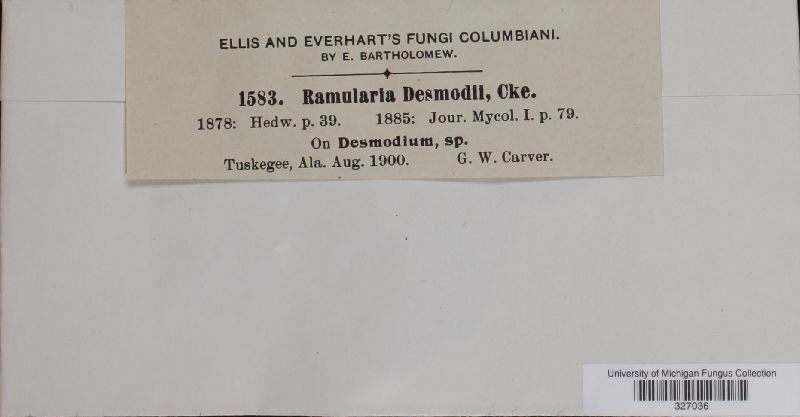 ELLIS AND EVERHART'S FUNGI COLUMBIANI.
BY E. BARTHOLOMEW.
1583. Ramularia Desmodii, Cke.
1878: Hedw. p. 39. 1885: Jour. Mycol. I. p. 79.
On Desmodium, sp.
Tuskegee, Ala. Aug. 1900. G. W. Carver.
University of Michigan Fungus Collection
327036